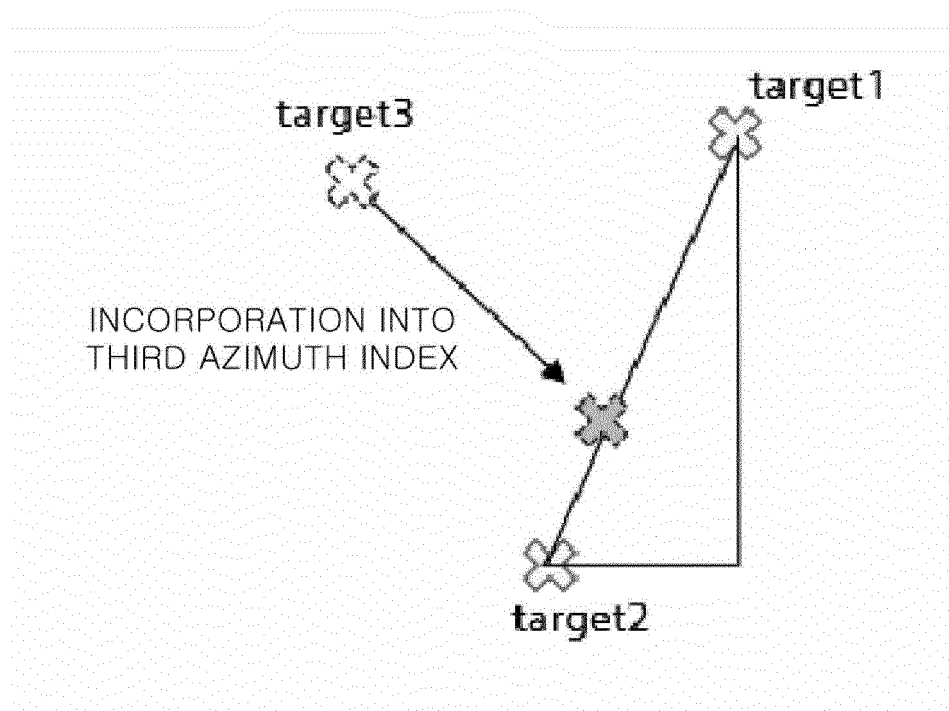 target1
target3
INCORPORATION INTO
THIRD AZIMUTH INDEX
target2